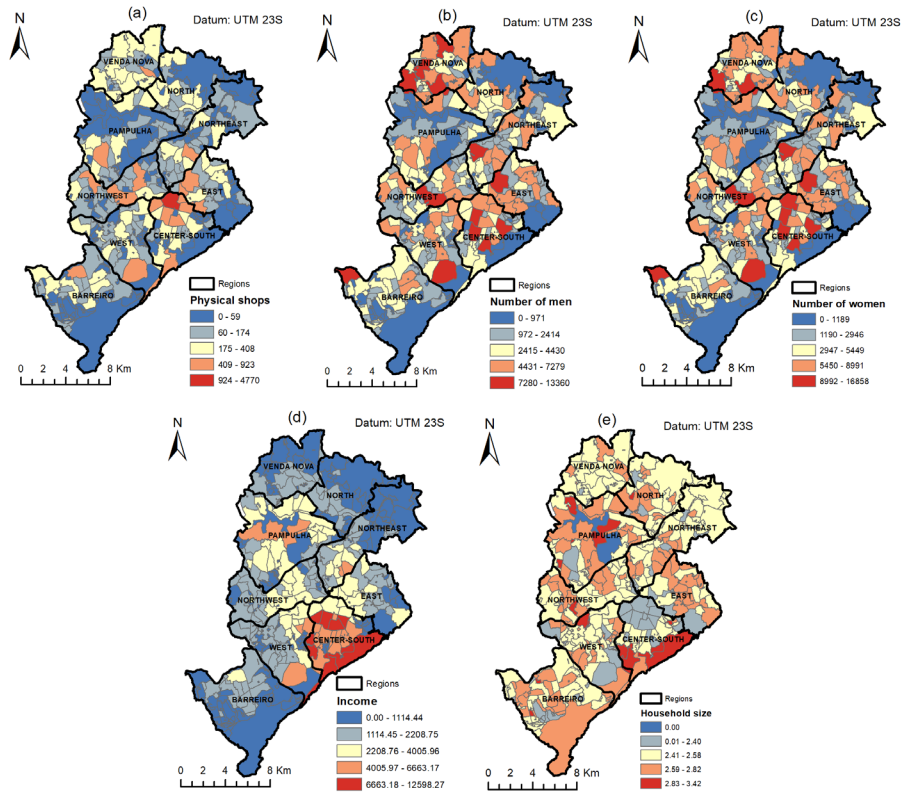 (a)
N
Datum: UTM 23S
VENDA NOVA
NORTH
NORTHEAST
PAMPULHA
NORTHWEST
EAST
WEST
CENTER-SOUTH
BARREIRO
Regions
Physical shops
0 - 59
60 - 174
175 - 408
409 - 923
924 - 4770
0 2 4 8 Km
(b)
N
Datum: UTM 23S
VENDA NOVA
NORTH
NORTHEAST
PAMPULHA
NORTHWEST
EAST
WEST
CENTER-SOUTH
BARREIRO
Regions
Number of men
0 - 971
972 - 2414
2415 - 4430
4431 - 7279
7280 - 13360
0 2 4 8 Km
(c)
N
Datum: UTM 23S
VENDA NOVA
NORTH
NORTHEAST
PAMPULHA
NORTHWEST
EAST
WEST
CENTER-SOUTH
BARREIRO
Regions
Number of women
0 - 1189
1190 - 2946
2947 - 5449
5450 - 8991
8992 - 16858
0 2 4 8 Km
(d)
N
Datum: UTM 23S
VENDA NOVA
NORTH
NORTHEAST
PAMPULHA
NORTHWEST
EAST
WEST
CENTER-SOUTH
BARREIRO
Regions
Income
0.00 - 1114.44
1114.45 - 2208.75
2208.76 - 4005.96
4005.97 - 6663.17
6663.18 - 12598.27
0 2 4 8 Km
(e)
N
Datum: UTM 23S
VENDA NOVA
NORTH
NORTHEAST
PAMPULHA
NORTHWEST
EAST
WEST
CENTER-SOUTH
BARREIRO
Regions
Household size
0.00
0.01 - 2.40
2.41 - 2.58
2.59 - 2.82
2.83 - 3.42
0 2 4 8 Km